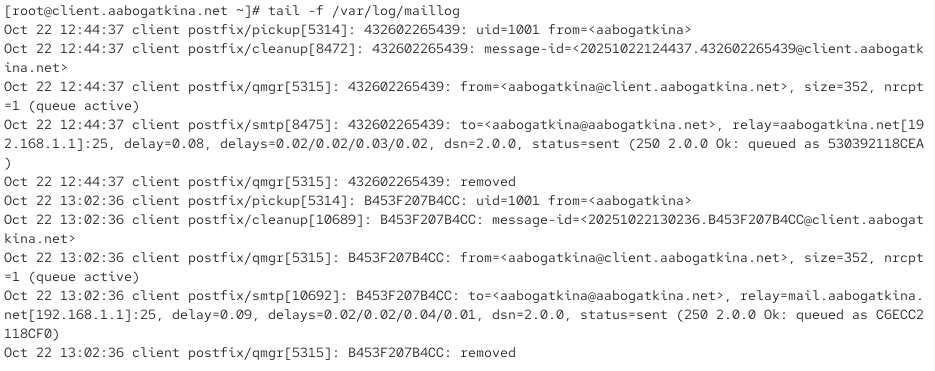 [root@client.aabogatkina.net ~]# tail -f /var/log/maillog
Oct 22 12:44:37 client postfix/pickup[5314]: 432602265439: uid=1001 from=<aabogatkina>
Oct 22 12:44:37 client postfix/cleanup[8472]: 432602265439: message-id=<20251022124437.432602265439@client.aabogatk
ina.net>
Oct 22 12:44:37 client postfix/qmgr[5315]: 432602265439: from=<aabogatkina@client.aabogatkina.net>, size=352, nrcpt
=1 (queue active)
Oct 22 12:44:37 client postfix/smtp[8475]: 432602265439: to=<aabogatkina@aabogatkina.net>, relay=aabogatkina.net[19
2.168.1.1]:25, delay=0.08, delays=0.02/0.02/0.03/0.02, dsn=2.0.0, status=sent (250 2.0.0 Ok: queued as 530392118CEA
)
Oct 22 12:44:37 client postfix/qmgr[5315]: 432602265439: removed
Oct 22 13:02:36 client postfix/pickup[5314]: B453F207B4CC: uid=1001 from=<aabogatkina>
Oct 22 13:02:36 client postfix/cleanup[10689]: B453F207B4CC: message-id=<20251022130236.B453F207B4CC@client.aabogat
kina.net>
Oct 22 13:02:36 client postfix/qmgr[5315]: B453F207B4CC: from=<aabogatkina@client.aabogatkina.net>, size=352, nrcpt
=1 (queue active)
Oct 22 13:02:36 client postfix/smtp[10692]: B453F207B4CC: to=<aabogatkina@aabogatkina.net>, relay=mail.aabogatkina.
net[192.168.1.1]:25, delay=0.09, delays=0.02/0.02/0.04/0.01, dsn=2.0.0, status=sent (250 2.0.0 Ok: queued as C6ECC2
118CF0)
Oct 22 13:02:36 client postfix/qmgr[5315]: B453F207B4CC: removed